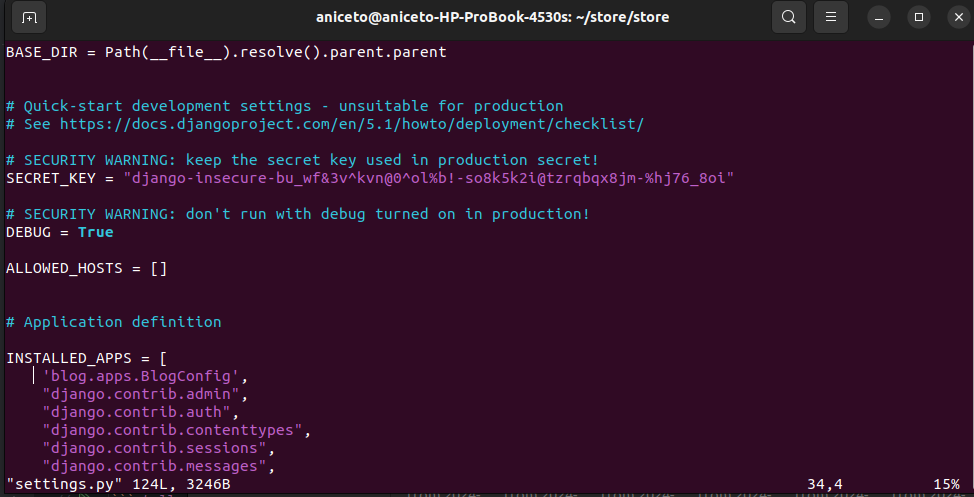 aniceto@aniceto-HP-ProBook-4530s: ~/store/store
BASE_DIR = Path(__file__).resolve().parent.parent
# Quick-start development settings - unsuitable for production
# See https://docs.djangoproject.com/en/5.1/howto/deployment/checklist/
# SECURITY WARNING: keep the secret key used in production secret!
SECRET_KEY = "django-insecure-bu_wf&3v^kvn@0^ol%b!-so8k5k2i@tzrqbqx8jm-%hj76_8oi"
# SECURITY WARNING: don't run with debug turned on in production!
DEBUG = True
ALLOWED_HOSTS = []
# Application definition
INSTALLED_APPS = [
    'blog.apps.BlogConfig',
    "django.contrib.admin",
    "django.contrib.auth",
    "django.contrib.contenttypes",
    "django.contrib.sessions",
    "django.contrib.messages",
"settings.py" 124L, 3246B 34,4 15%